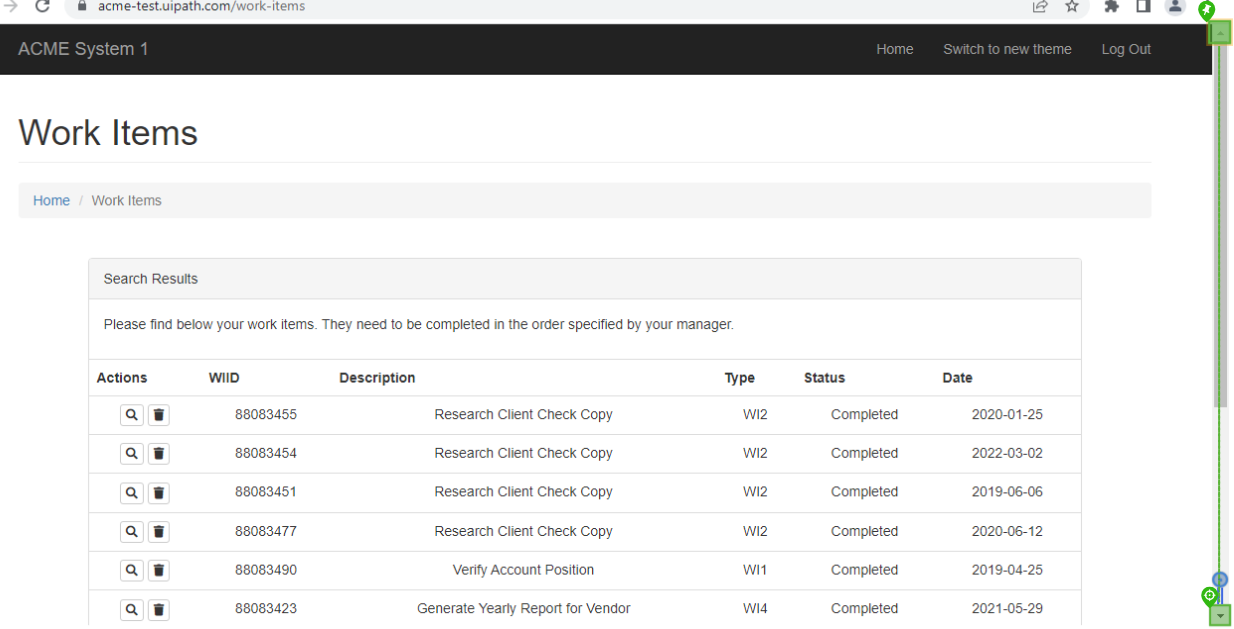 acme-test.uipath.com/work-items
ACME System 1 Home Switch to new theme Log Out
Work Items
Home / Work Items
Search Results
Please find below your work items. They need to be completed in the order specified by your manager.
Actions WIID Description Type Status Date
88083455 Research Client Check Copy WI2 Completed 2020-01-25
88083454 Research Client Check Copy WI2 Completed 2022-03-02
88083451 Research Client Check Copy WI2 Completed 2019-06-06
88083477 Research Client Check Copy WI2 Completed 2020-06-12
88083490 Verify Account Position WI1 Completed 2019-04-25
88083423 Generate Yearly Report for Vendor WI4 Completed 2021-05-29